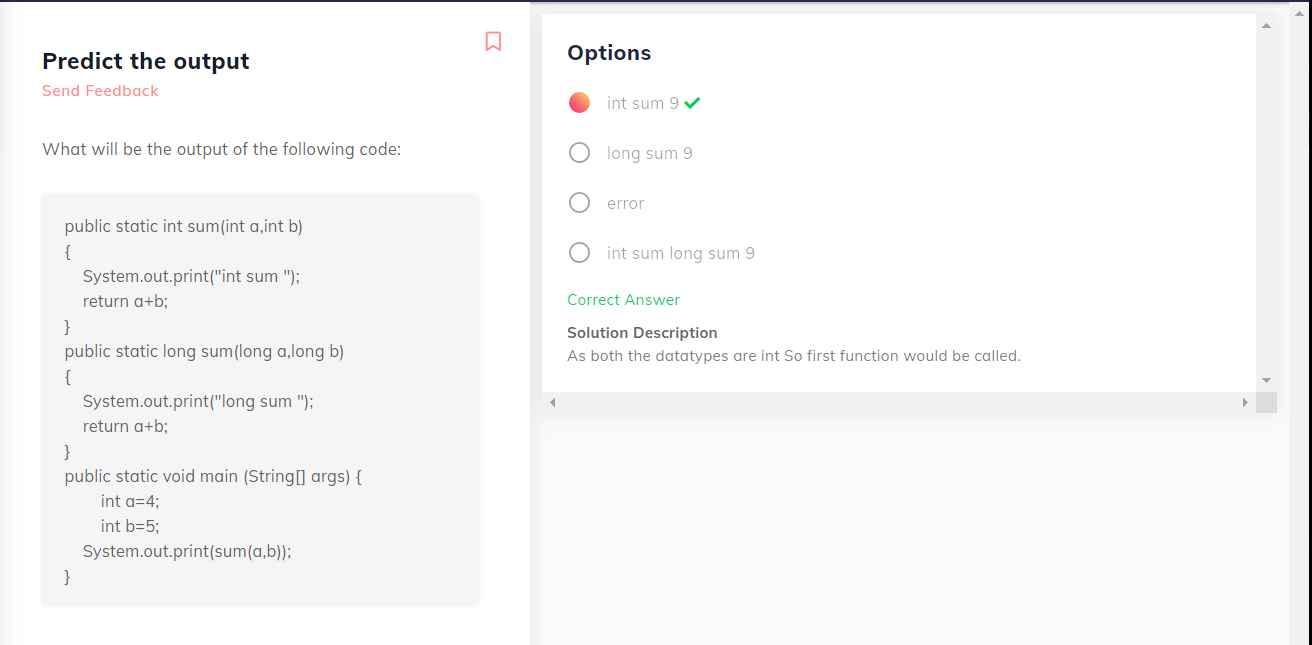 Predict the output
Send Feedback
What will be the output of the following code:
public static int sum(int a,int b)
{
System.out.print("int sum ");
return a+b;
}
public static long sum(long a,long b)
{
System.out.print("long sum ");
return a+b;
}
public static void main (String[] args) {
int a=4;
int b=5;
System.out.print(sum(a,b));
}
Options
int sum 9
long sum 9
error
int sum long sum 9
Correct Answer
Solution Description
As both the datatypes are int So first function would be called.